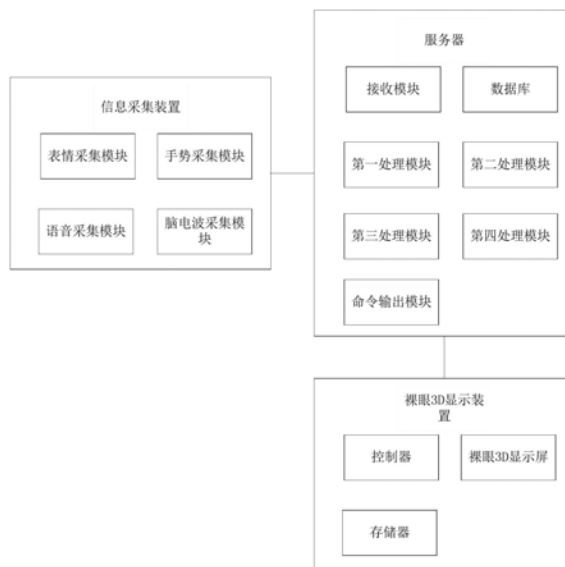 服务器
接收模块
数据库
信息采集装置
表情采集模块
手势采集模块
第一处理模块
第二处理模块
语音采集模块
脑电波采集模
块
第三处理模块
第四处理模块
命令输出模块
裸眼3D显示装
置
控制器
裸眼3D显示屏
存储器